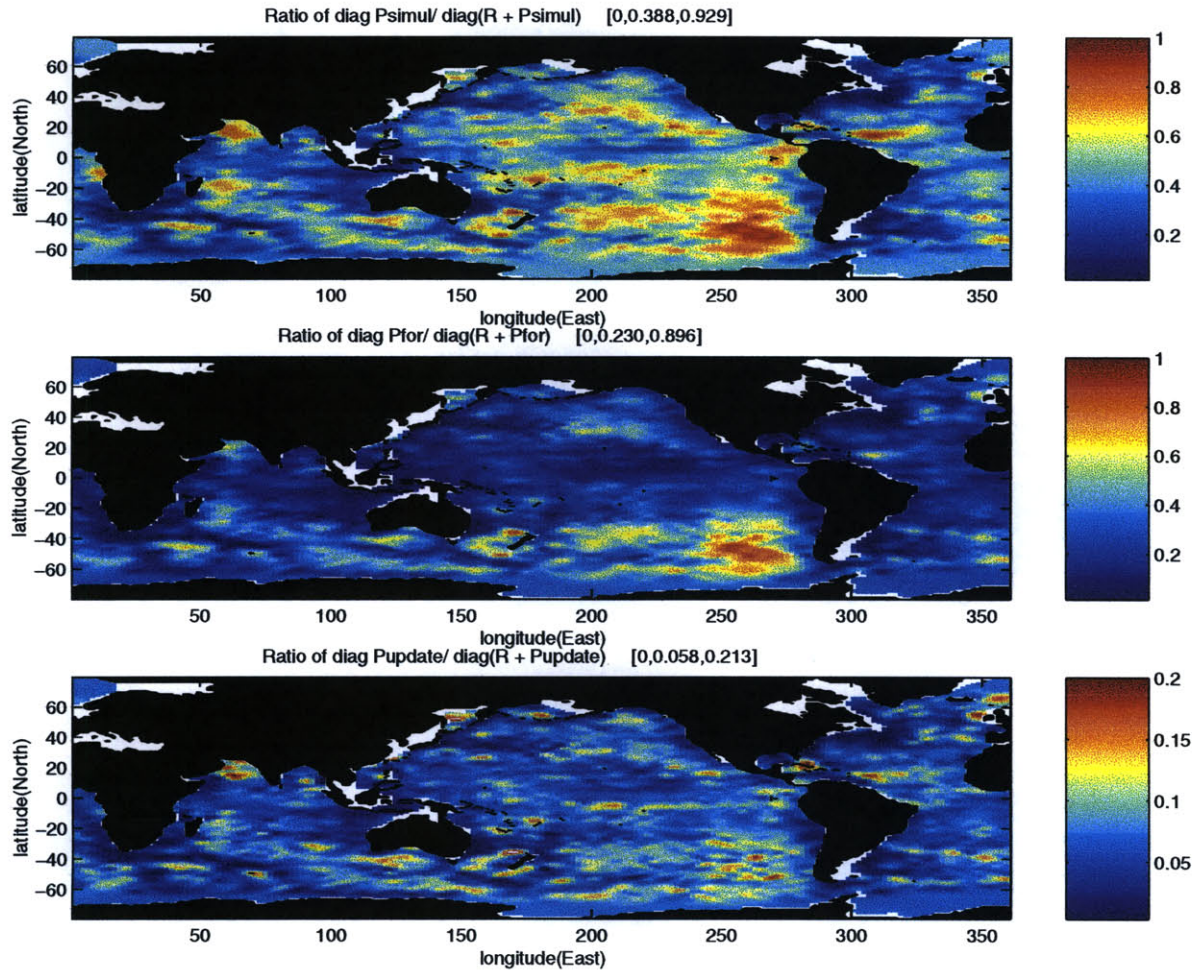 Ratio of diag Psimul/ diag(R + Psimul) [0,0.388,0.929]
latitude(North)
60
40
20
0
−20
−40
−60
50 100 150 200 250 300 350
longitude(East)
1
0.8
0.6
0.4
0.2
Ratio of diag Pfor/ diag(R + Pfor) [0,0.230,0.896]
latitude(North)
60
40
20
0
−20
−40
−60
50 100 150 200 250 300 350
longitude(East)
1
0.8
0.6
0.4
0.2
Ratio of diag Pupdate/ diag(R + Pupdate) [0,0.058,0.213]
latitude(North)
60
40
20
0
−20
−40
−60
50 100 150 200 250 300 350
longitude(East)
0.2
0.15
0.1
0.05